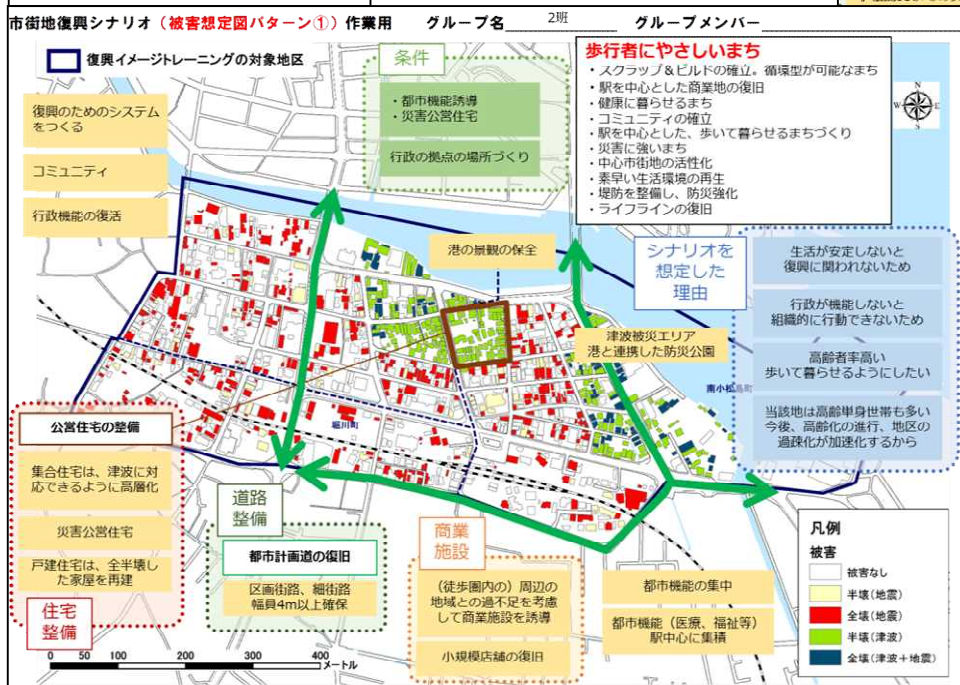 市街地復興シナリオ（被害想定図パターン①）作業用　グループ名　2班　グループメンバー
復興イメージトレーニングの対象地区
復興のためのシステム
をつくる
コミュニティ
行政機能の復活
条件
・都市機能誘導
・災害公営住宅
行政の拠点の場所づくり
歩行者にやさしいまち
・スクラップ＆ビルドの確立。循環型が可能なまち
・駅を中心とした商業地の復旧
・健康に暮らせるまち
・コミュニティの確立
・駅を中心とした、歩いて暮らせるまちづくり
・災害に強いまち
・中心市街地の活性化
・素早い生活環境の再生
・堤防を整備し、防災強化
・ライフラインの復旧
N
W
E
S
港の景観の保全
シナリオを
想定した
理由
生活が安定しないと
復興に関われないため
行政が機能しないと
組織的に行動できないため
高齢者率高い
歩いて暮らせるようにしたい
当該地は高齢単身世帯も多い
今後、高齢化の進行、地区の
過疎化が加速化するから
津波被災エリア
港と連携した防災公園
南小松島町
堀川町
公営住宅の整備
集合住宅は、津波に対
応できるように高層化
災害公営住宅
戸建住宅は、全半壊し
た家屋を再建
住宅
整備
道路
整備
都市計画道の復旧
区画街路、細街路
幅員4m以上確保
商業
施設
（徒歩圏内の）周辺の
地域との過不足を考慮
して商業施設を誘導
小規模店舗の復旧
都市機能の集中
都市機能（医療、福祉等）
駅中心に集積
凡例
被害
被害なし
半壊（地震）
全壊（地震）
半壊（津波）
全壊（津波＋地震）
0 50 100 200 300 400
メートル